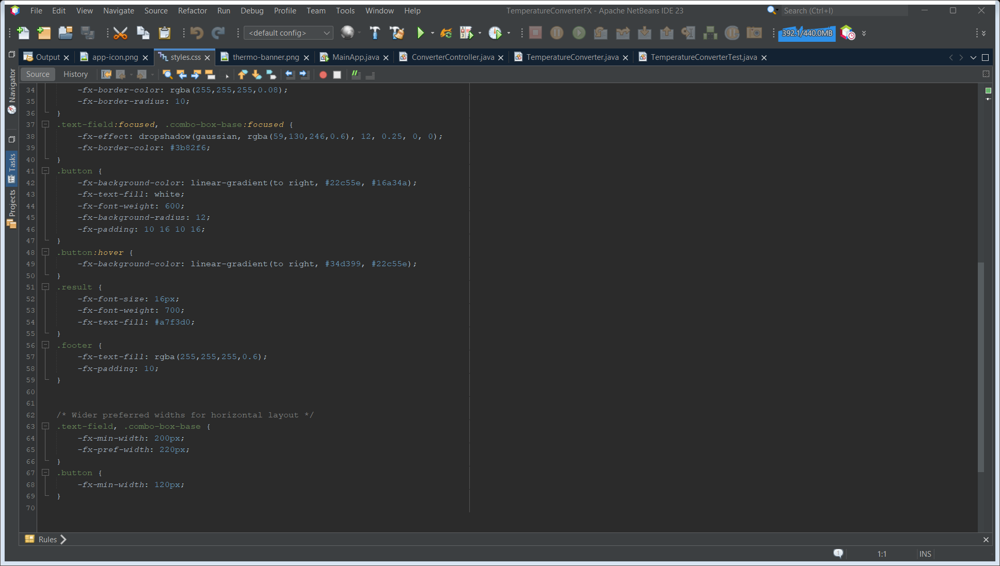 File Edit View Navigate Source Refactor Run Debug Profile Team Tools Window Help TemperatureConverterFX - Apache NetBeans IDE 23 Search (Ctrl+I)
<default config> 392.1/440.0MB
Output app-icon.png styles.css thermo-banner.png MainApp.java ConverterController.java TemperatureConverter.java TemperatureConverterTest.java
Source History
Navigator
Tasks
Projects
34 -fx-border-color: rgba(255,255,255,0.08);
35 -fx-border-radius: 10;
36 }
37 .text-field:focused, .combo-box-base:focused {
38 -fx-effect: dropshadow(gaussian, rgba(59,130,246,0.6), 12, 0.25, 0, 0);
39 -fx-border-color: #3b82f6;
40 }
41 .button {
42 -fx-background-color: linear-gradient(to right, #22c55e, #16a34a);
43 -fx-text-fill: white;
44 -fx-font-weight: 600;
45 -fx-background-radius: 12;
46 -fx-padding: 10 16 10 16;
47 }
48 .button:hover {
49 -fx-background-color: linear-gradient(to right, #34d399, #22c55e);
50 }
51 .result {
52 -fx-font-size: 16px;
53 -fx-font-weight: 700;
54 -fx-text-fill: #a7f3d0;
55 }
56 .footer {
57 -fx-text-fill: rgba(255,255,255,0.6);
58 -fx-padding: 10;
59 }
60
61
62 /* Wider preferred widths for horizontal layout */
63 .text-field, .combo-box-base {
64 -fx-min-width: 200px;
65 -fx-pref-width: 220px;
66 }
67 .button {
68 -fx-min-width: 120px;
69 }
70
Rules
1:1 INS